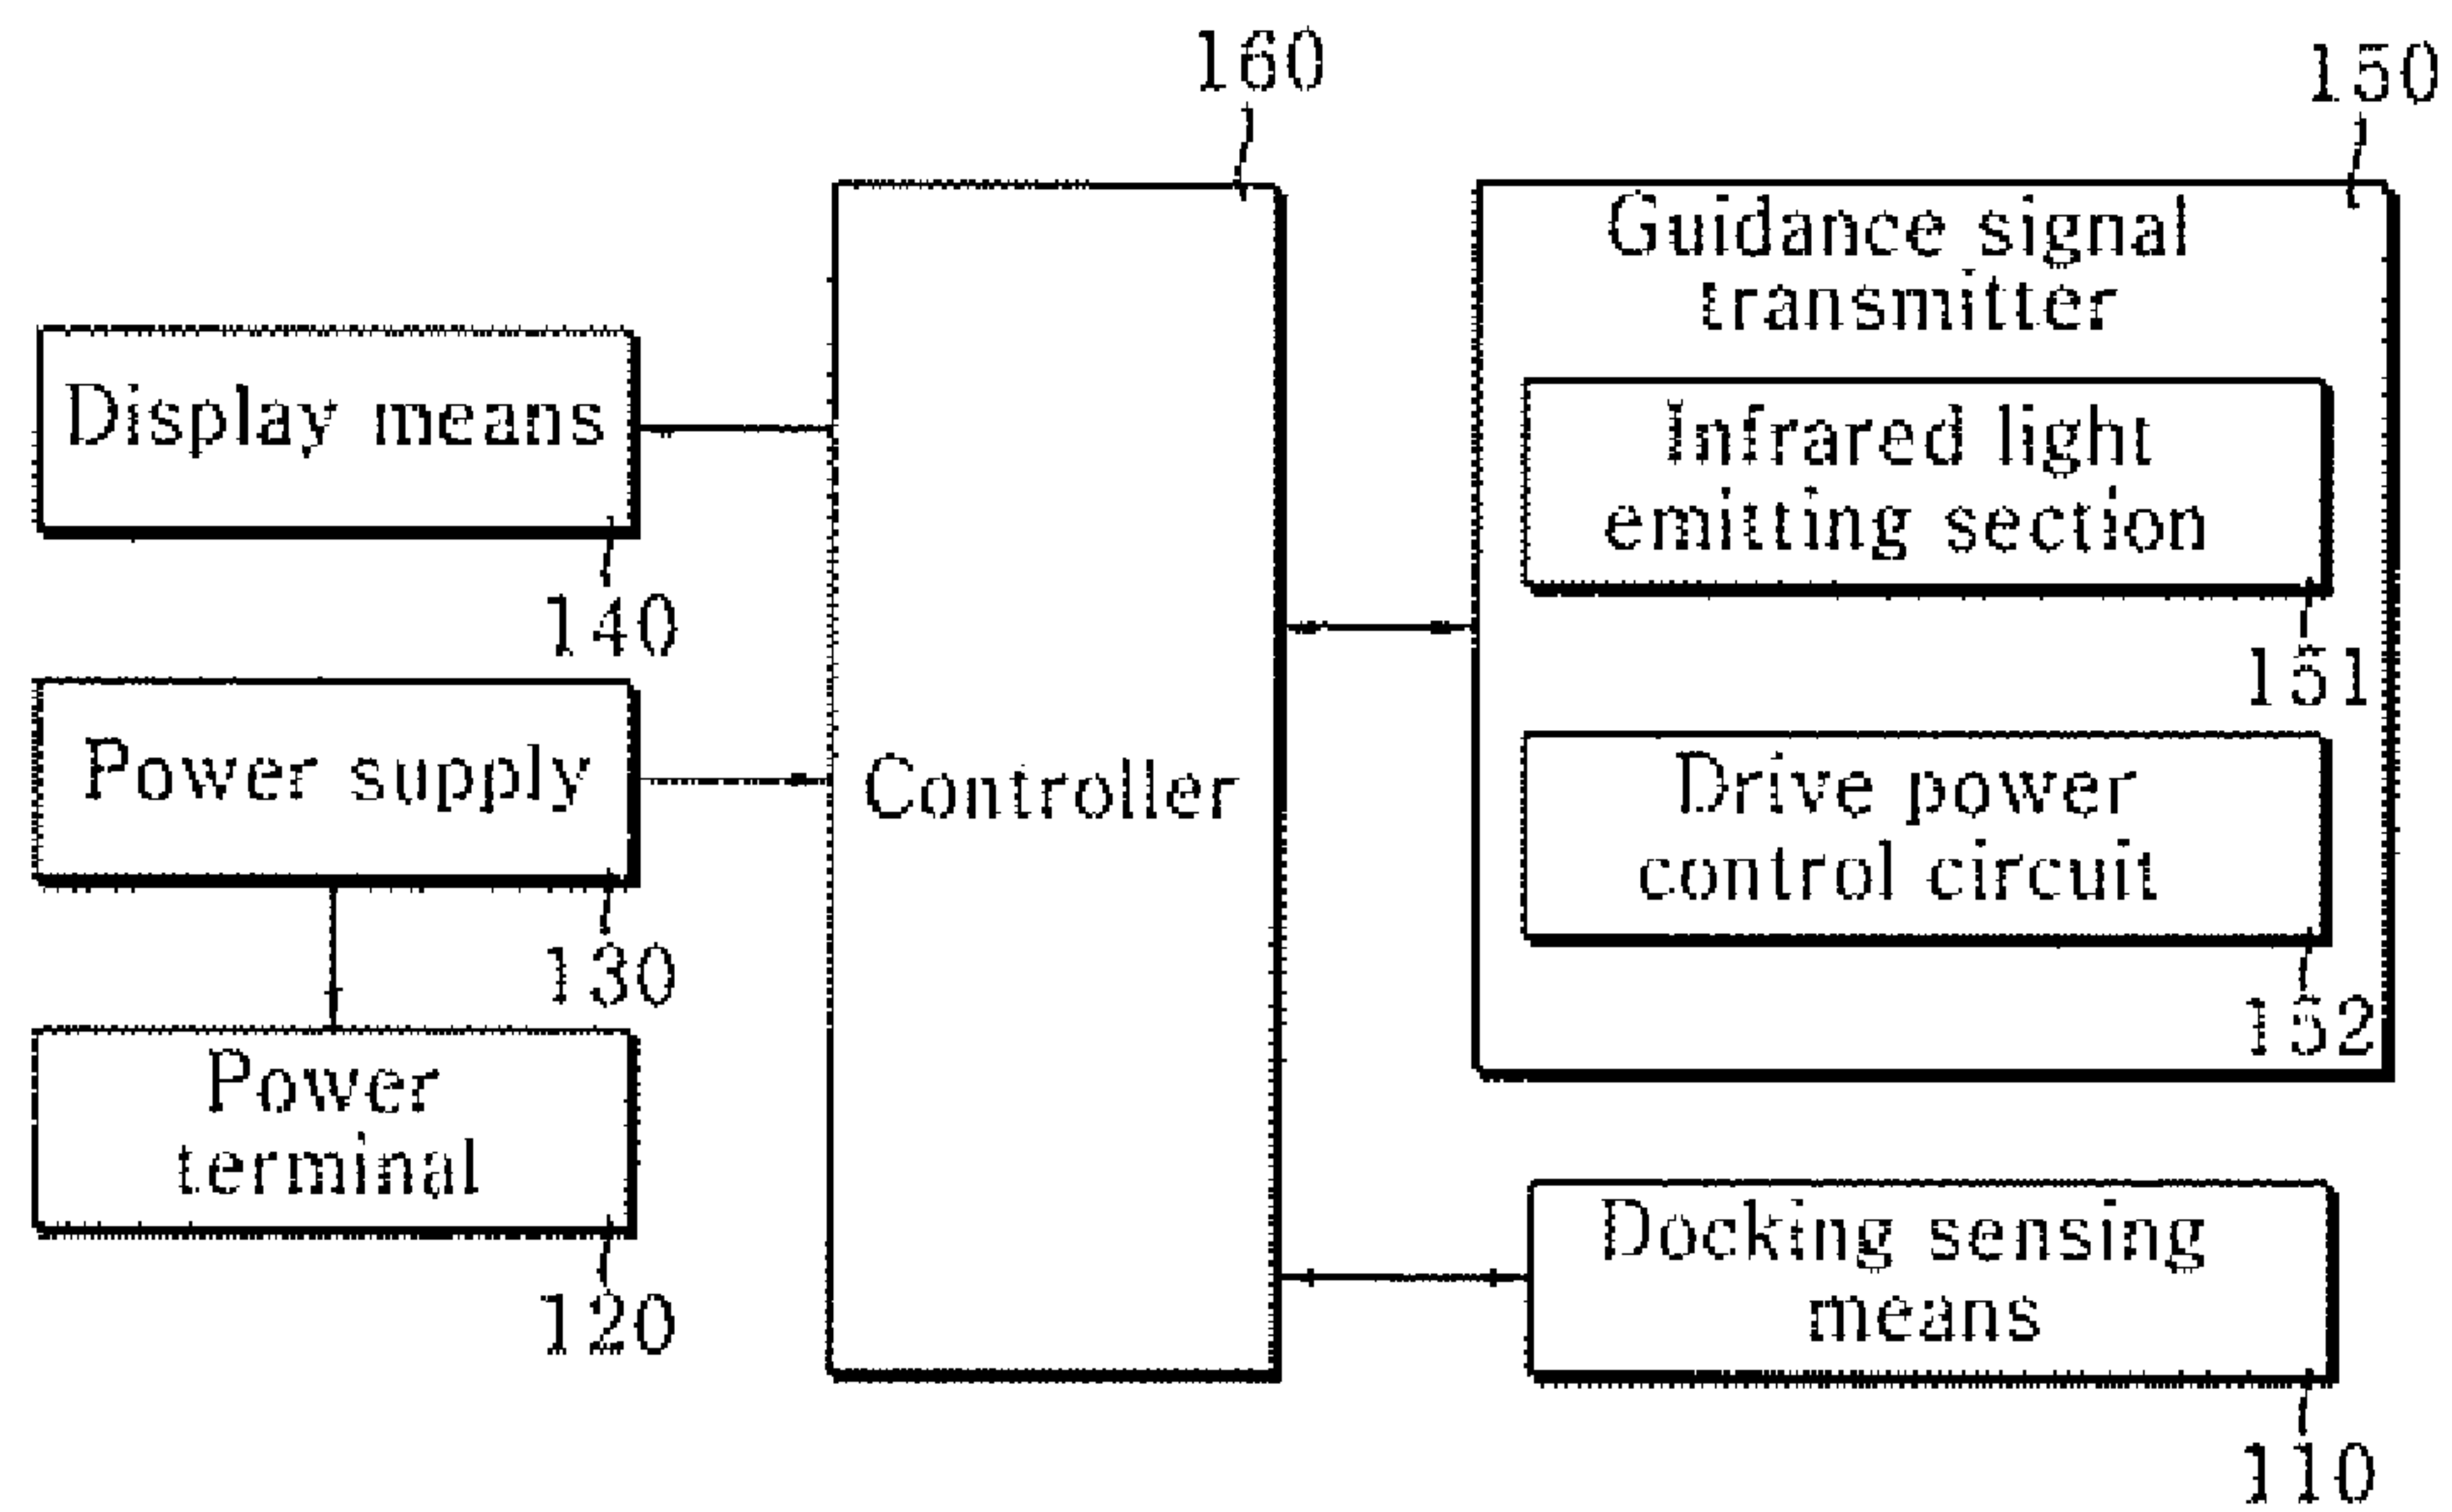 160
150
Guidance signal
transmitter
Infrared light
emitting section
151
Drive power
control circuit
152
Display means
140
Power supply
130
Power
terminal
120
Controller
Docking sensing
means
110